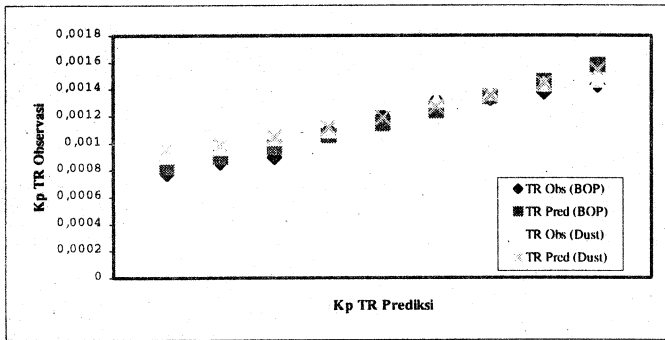 0,0018
0,0016
0,0014
0,0012
0,001
0,0008
0,0006
0,0004
0,0002
0
Kp TR Observasi
TR Obs (BOP)
TR Pred (BOP)
TR Obs (Dust)
TR Pred (Dust)
Kp TR Prediksi